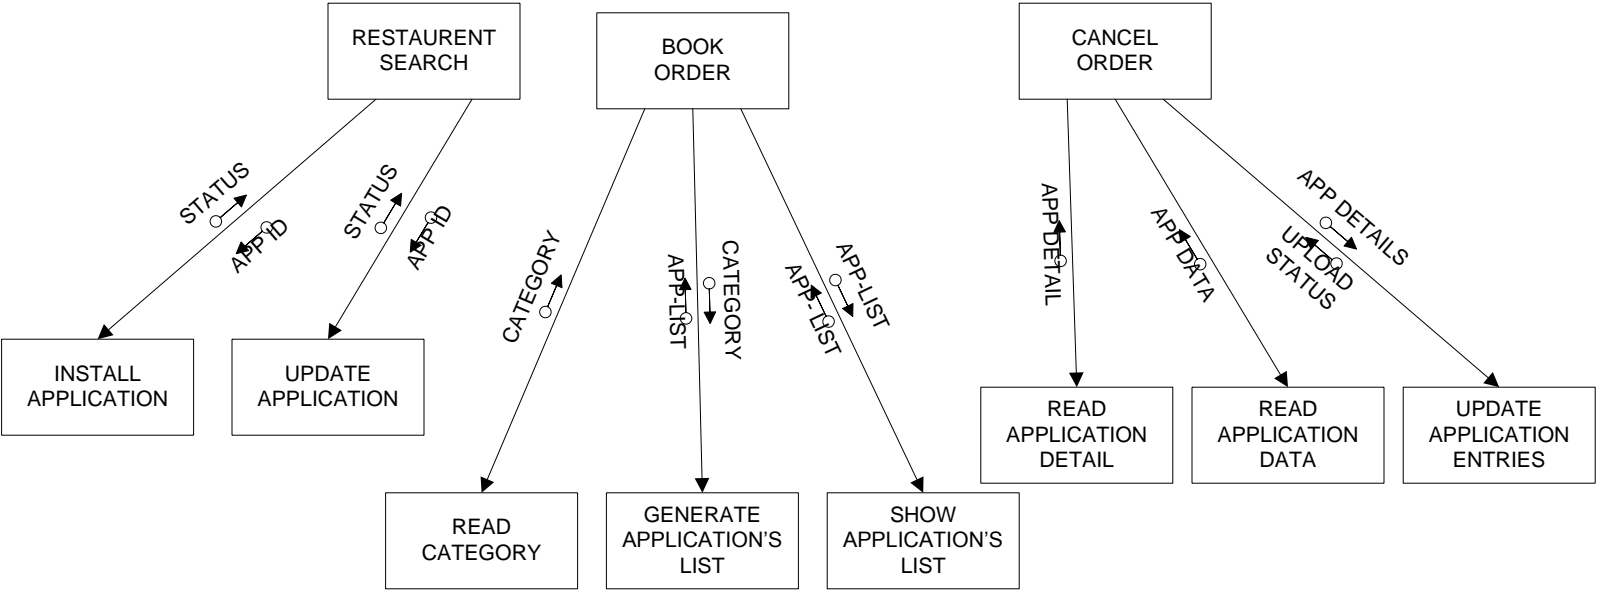 RESTAURENT
SEARCH
BOOK
ORDER
CANCEL
ORDER
STATUS
APP ID
STATUS
APP ID
CATEGORY
APP-LIST
CATEGORY
APP- LIST
APP-LIST
APP DETAIL
APP DATA
APP DETAILS
UPLOAD
STATUS
INSTALL
APPLICATION
UPDATE
APPLICATION
READ
CATEGORY
GENERATE
APPLICATION'S
LIST
SHOW
APPLICATION'S
LIST
READ
APPLICATION
DETAIL
READ
APPLICATION
DATA
UPDATE
APPLICATION
ENTRIES